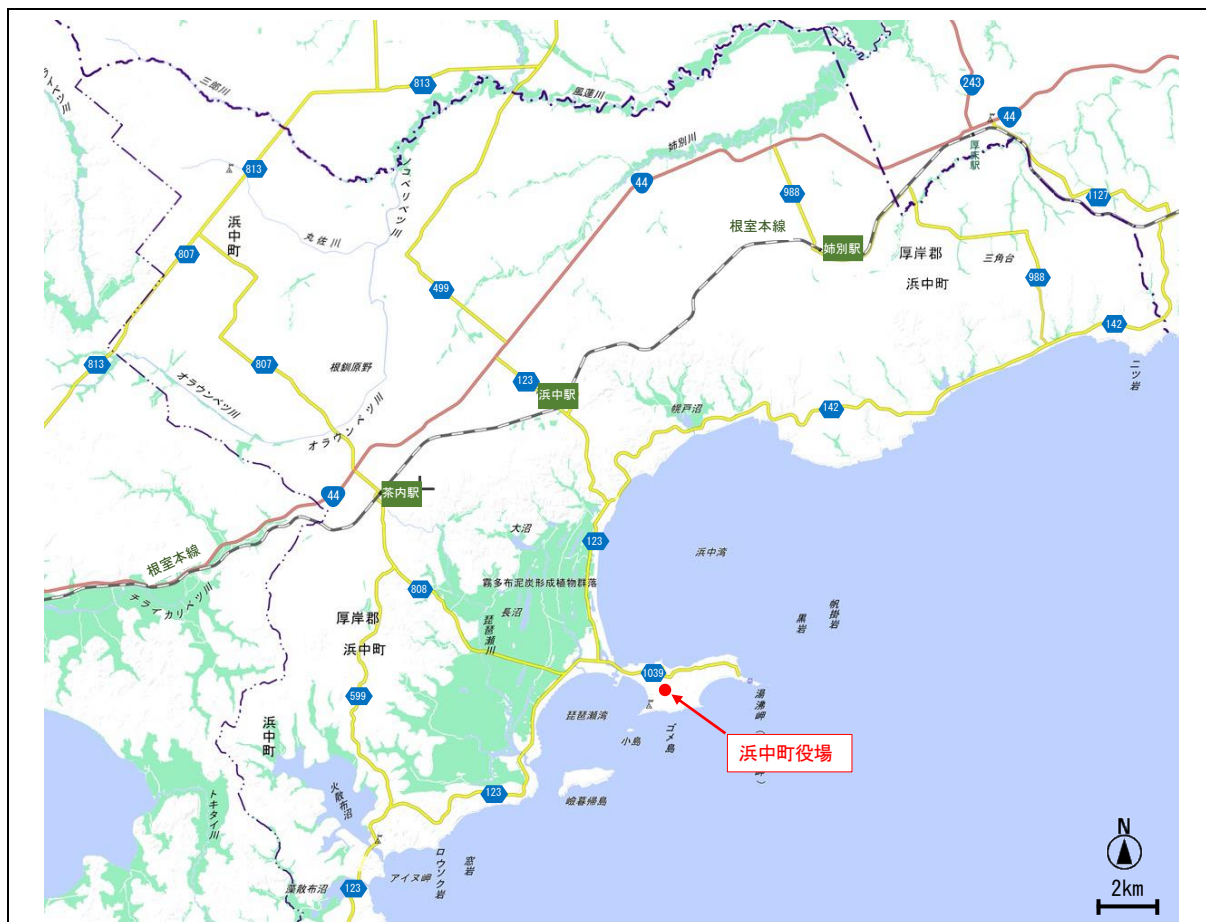 813
三郎川
風蓮川
243
44
姉別川
厚床駅
44
813
ノコベリベツ川
988
1127
浜中町
丸佐川
根室本線
姉別駅
厚岸郡
浜中町
三角台
807
988
499
142
813
807
根釧原野
123
浜中駅
二ツ岩
オラウンベツ川
オラウンベツ川
幌戸沼
142
44
茶内駅
大沼
123
浜中湾
根室本線
チライカリベツ川
808
霧多布泥炭形成植物群落
長沼
琵琶瀬川
帆掛岩
黒岩
厚岸郡
浜中町
1039
599
湯沸岬
琵琶瀬湾
小島
ゴメ島
浜中町
浜中町役場
火散布沼
トキタイ川
123
嶮暮帰島
N
2km
ロウソク岩
窓岩
アイヌ岬
藻散布沼
123